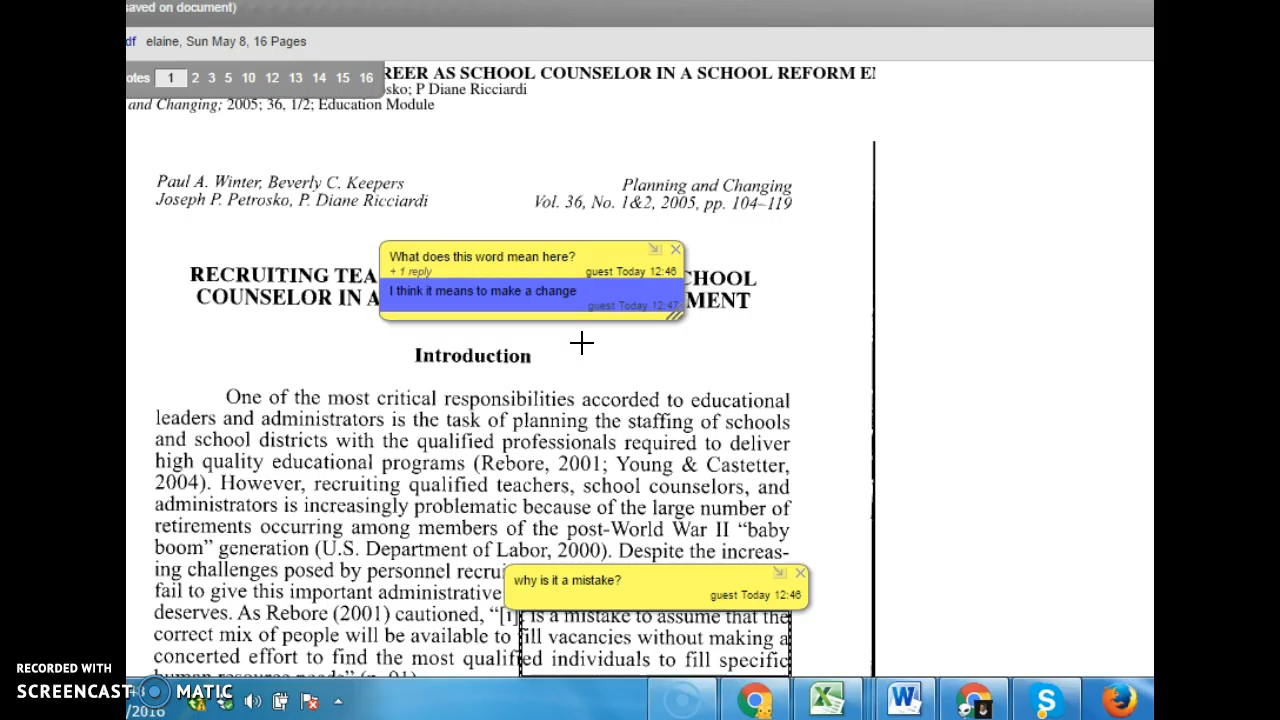 saved on document)
df elaine, Sun May 8, 16 Pages
otes 1 2 3 5 10 12 13 14 15 16
REER AS SCHOOL COUNSELOR IN A SCHOOL REFORM
sko; P Diane Ricciardi
and Changing; 2005; 36, 1/2; Education Module
Paul A. Winter, Beverly C. Keepers
Joseph P. Petrosko, P. Diane Ricciardi
Planning and Changing
Vol. 36, No. 1&2, 2005, pp. 104–119
What does this word mean here?
+ 1 reply guest Today 12:46
I think it means to make a change
guest Today 12:47
RECRUITING TEA CHOOL
COUNSELOR IN A MENT
Introduction
One of the most critical responsibilities accorded to educational
leaders and administrators is the task of planning the staffing of schools
and school districts with the qualified professionals required to deliver
high quality educational programs (Rebore, 2001; Young & Castetter,
2004). However, recruiting qualified teachers, school counselors, and
administrators is increasingly problematic because of the large number of
retirements occurring among members of the post-World War II “baby
boom” generation (U.S. Department of Labor, 2000). Despite the increas-
ing challenges posed by personnel recrui
fail to give this important administrative
why is it a mistake?
guest Today 12:46
deserves. As Rebore (2001) cautioned, “[i]t is a mistake to assume that the
correct mix of people will be available to fill vacancies without making a
concerted effort to find the most qualified individuals to fill specific
human resource needs” (p. 91).
RECORDED WITH
SCREENCAST MATIC
/2016